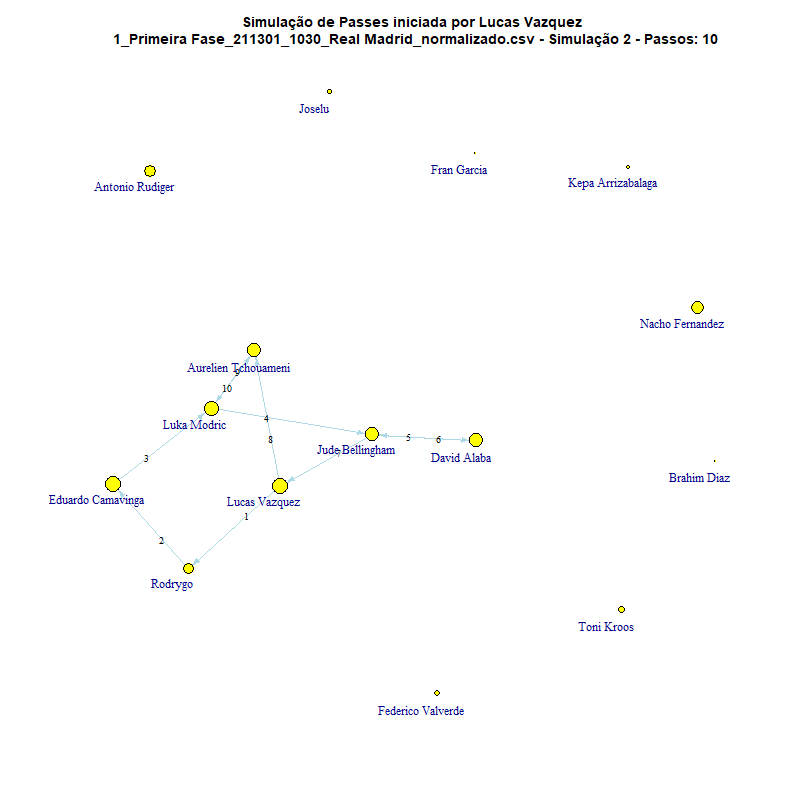 Simulação de Passes iniciada por Lucas Vazquez
1_Primeira Fase_211301_1030_Real Madrid_normalizado.csv - Simulação 2 - Passos: 10
Joselu
Fran Garcia
Kepa Arrizabalaga
Antonio Rudiger
Nacho Fernandez
Aurelien Tchouameni
9
10
Luka Modric
4
8
Jude Bellingham
7
5
6
David Alaba
3
Brahim Diaz
Eduardo Camavinga
Lucas Vazquez
1
2
Rodrygo
Toni Kroos
Federico Valverde